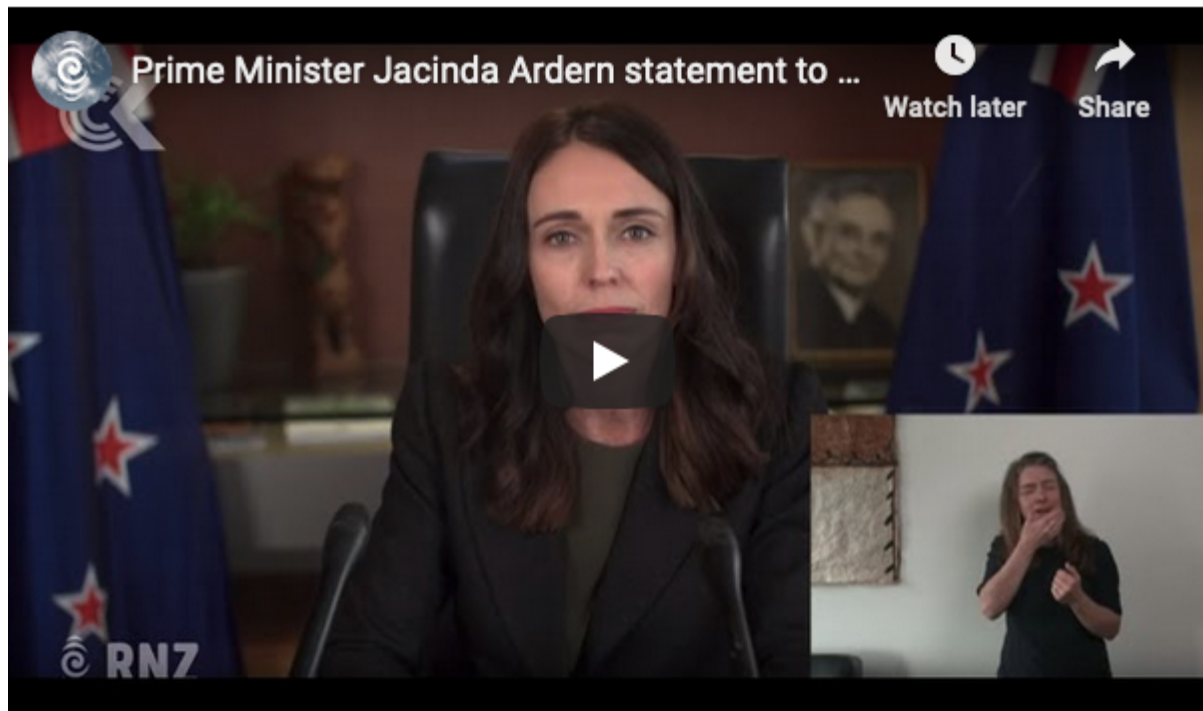 Prime Minister Jacinda Ardern statement to ...
Watch later
Share
RNZ